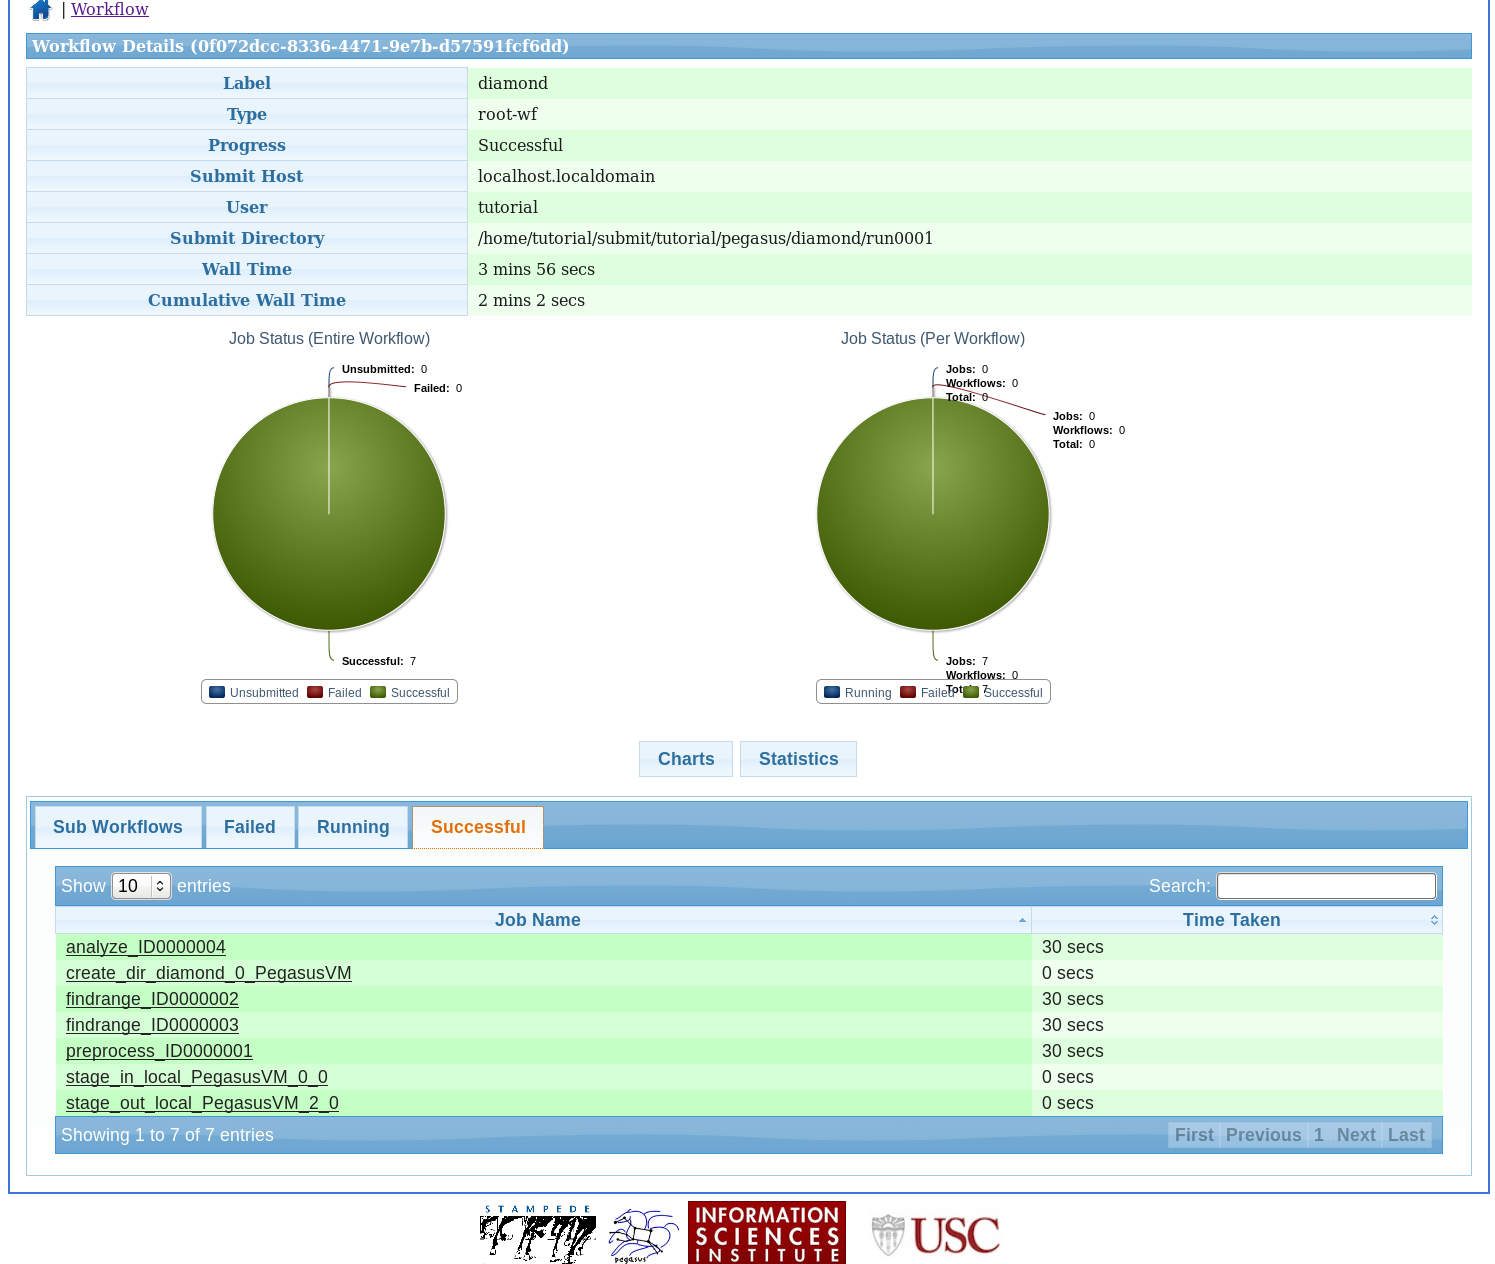 | Workflow
Workflow Details (0f072dcc-8336-4471-9e7b-d57591fcf6dd)
Label diamond
Type root-wf
Progress Successful
Submit Host localhost.localdomain
User tutorial
Submit Directory /home/tutorial/submit/tutorial/pegasus/diamond/run0001
Wall Time 3 mins 56 secs
Cumulative Wall Time 2 mins 2 secs
Job Status (Entire Workflow)
Unsubmitted: 0
Failed: 0
Successful: 7
Unsubmitted Failed Successful
Job Status (Per Workflow)
Jobs: 0
Workflows: 0
Total: 0
Jobs: 0
Workflows: 0
Total: 0
Jobs: 7
Workflows: 0
Total: 7
Running Failed Successful
Charts Statistics
Sub Workflows Failed Running Successful
Show 10 entries Search:
Job Name Time Taken
analyze_ID0000004 30 secs
create_dir_diamond_0_PegasusVM 0 secs
findrange_ID0000002 30 secs
findrange_ID0000003 30 secs
preprocess_ID0000001 30 secs
stage_in_local_PegasusVM_0_0 0 secs
stage_out_local_PegasusVM_2_0 0 secs
Showing 1 to 7 of 7 entries First Previous 1 Next Last
STAMPEDE
pegasus
INFORMATION
SCIENCES
INSTITUTE
USC